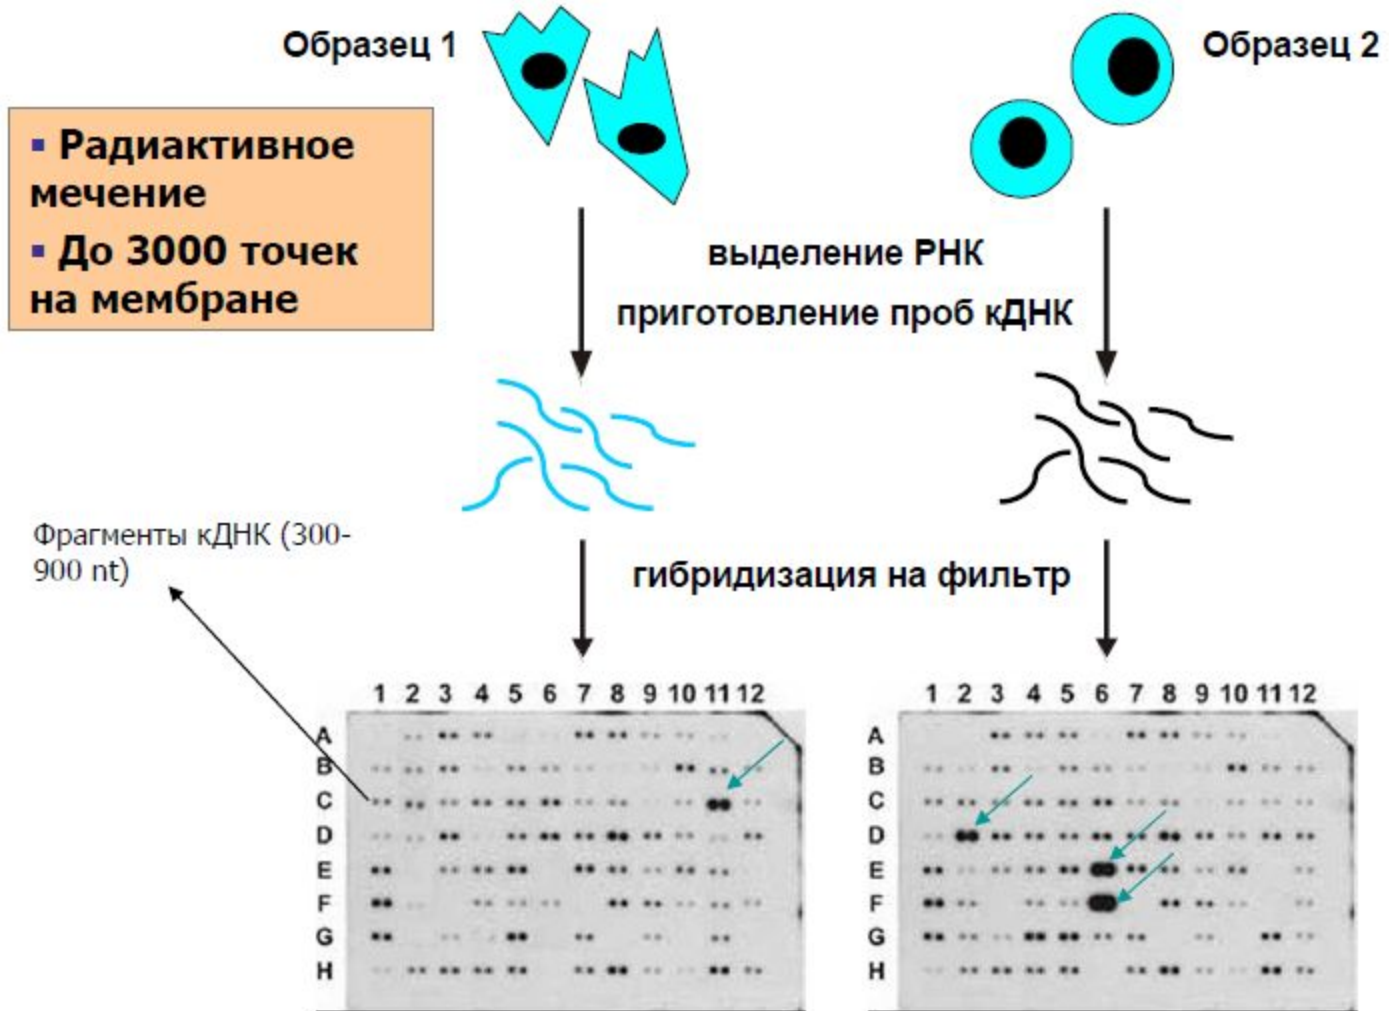 Образец 1
Образец 2
▪ Радиактивное
мечение
▪ До 3000 точек
на мембране
выделение РНК
приготовление проб кДНК
Фрагменты кДНК (300-
900 nt)
гибридизация на фильтр
1 2 3 4 5 6 7 8 9 10 11 12
A
B
C
D
E
F
G
H
1 2 3 4 5 6 7 8 9 10 11 12
A
B
C
D
E
F
G
H